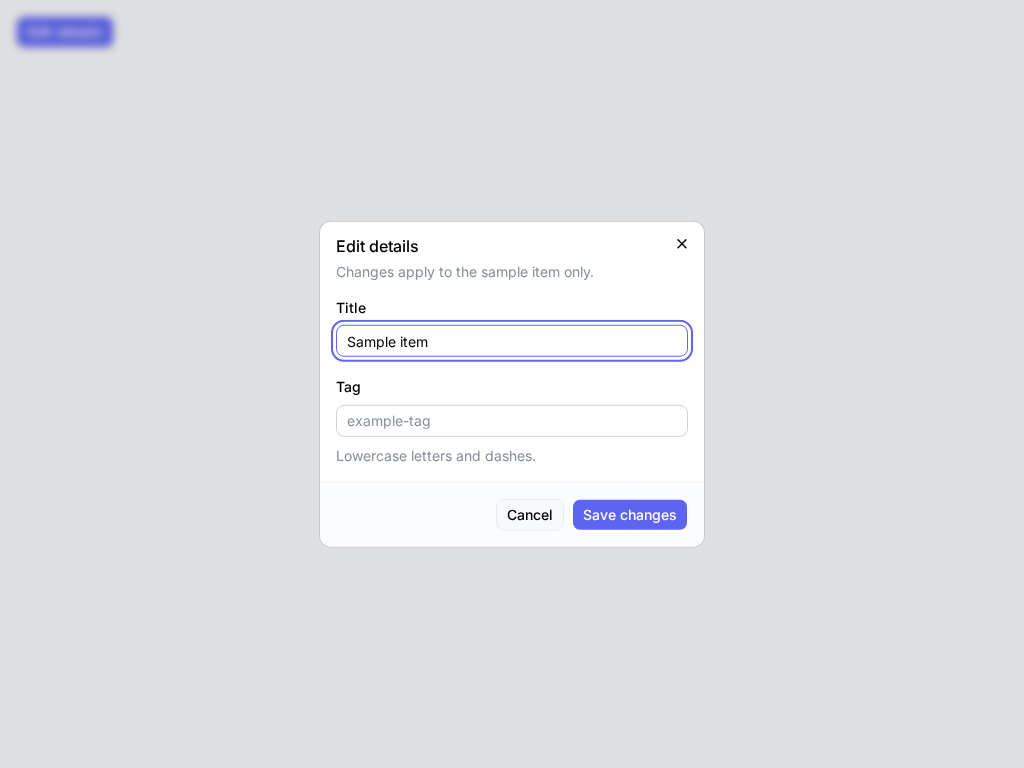 Edit details
Changes apply to the sample item only.
Title
Sample item
Tag
example-tag
Lowercase letters and dashes.
Cancel
Save changes